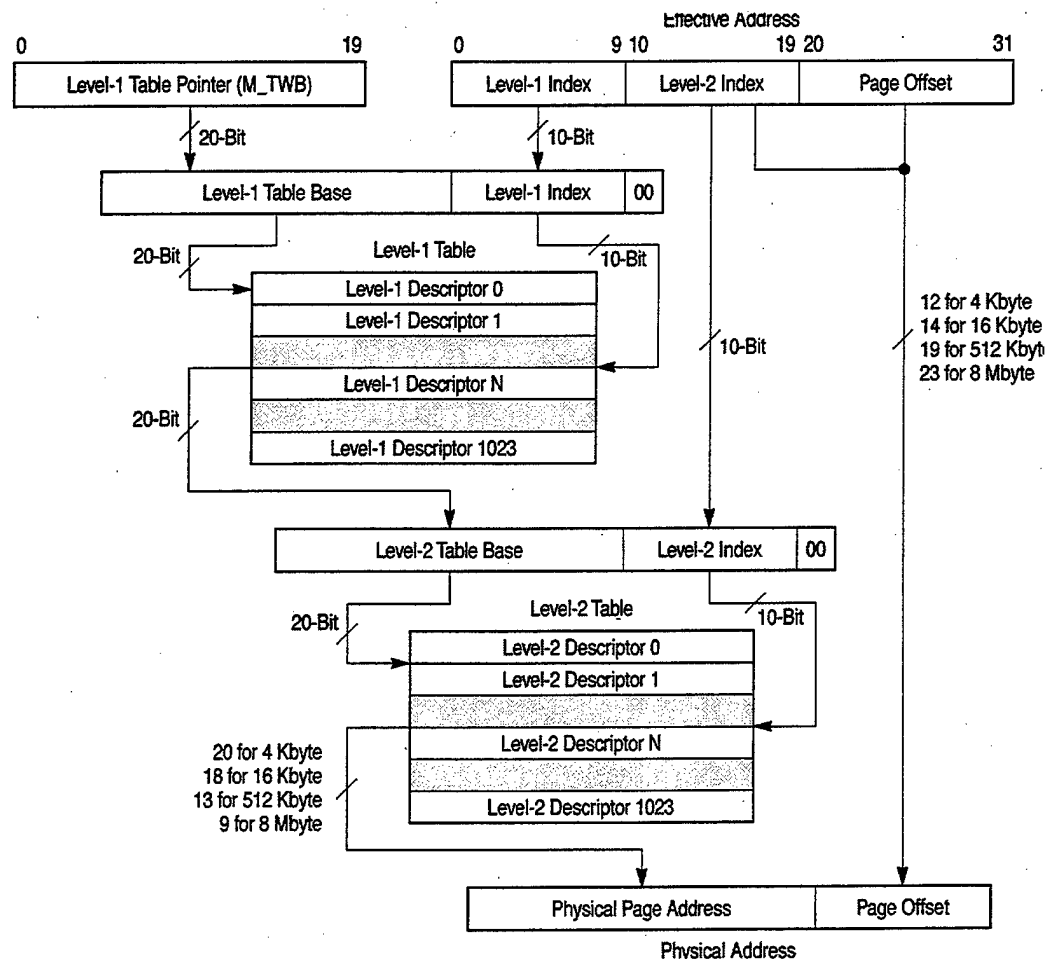 Effective Address
0 19 0 9 10 19 20 31
Level-1 Table Pointer (M_TWB) Level-1 Index Level-2 Index Page Offset
20-Bit 10-Bit
Level-1 Table Base Level-1 Index 00
20-Bit Level-1 Table 10-Bit
Level-1 Descriptor 0
Level-1 Descriptor 1
Level-1 Descriptor N
Level-1 Descriptor 1023
20-Bit
10-Bit
12 for 4 Kbyte
14 for 16 Kbyte
19 for 512 Kbyt
23 for 8 Mbyte
Level-2 Table Base Level-2 Index 00
20-Bit Level-2 Table 10-Bit
Level-2 Descriptor 0
Level-2 Descriptor 1
Level-2 Descriptor N
Level-2 Descriptor 1023
20 for 4 Kbyte
18 for 16 Kbyte
13 for 512 Kbyte
9 for 8 Mbyte
Physical Page Address Page Offset
Physical Address